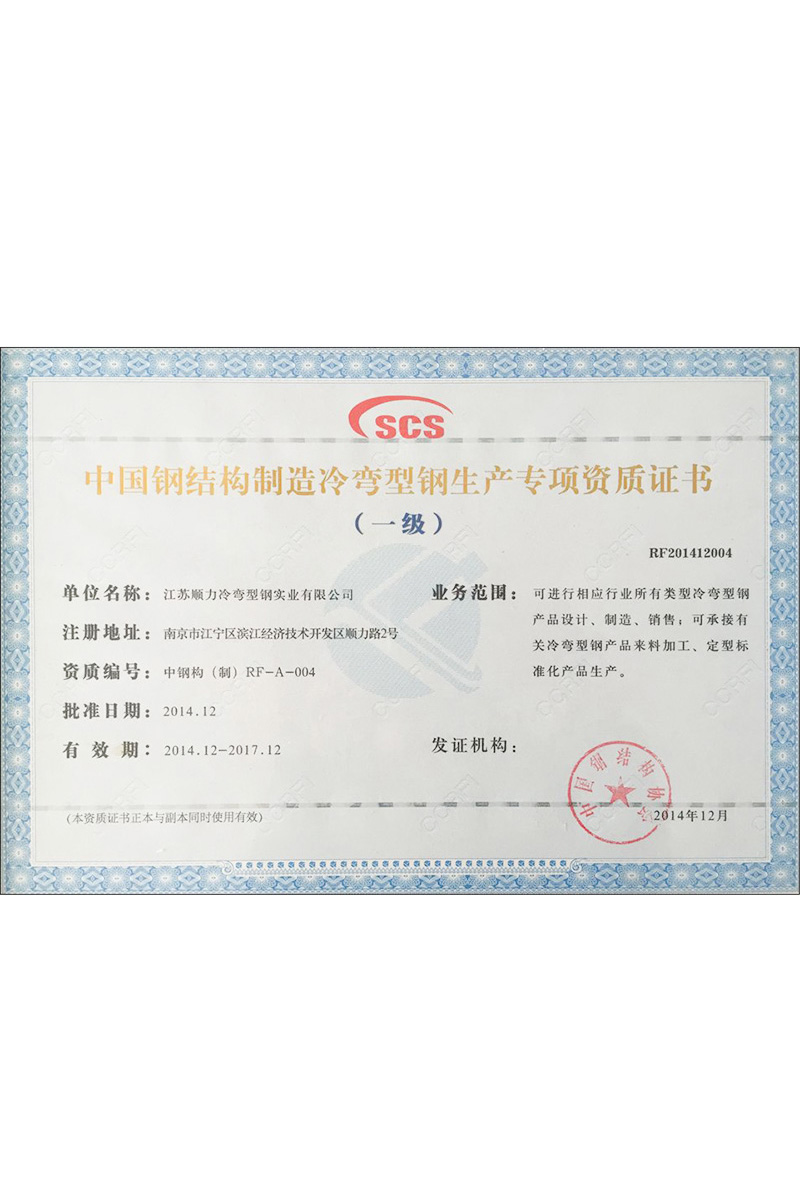 SCS
中国钢结构制造冷弯型钢生产专项资质证书
（一级）
RF201412004
单位名称：江苏顺力冷弯型钢实业有限公司
注册地址：南京市江宁区滨江经济技术开发区顺力路2号
资质编号：中钢构（制）RF-A-004
批准日期：2014.12
有 效 期：2014.12-2017.12
业务范围：可进行相应行业所有类型冷弯型钢
产品设计、制造、销售；可承接有
关冷弯型钢产品来料加工、定型标
准化产品生产。
发证机构：
中国钢结构协会
2014年12月
(本资质证书正本与副本同时使用有效)
CCRFI